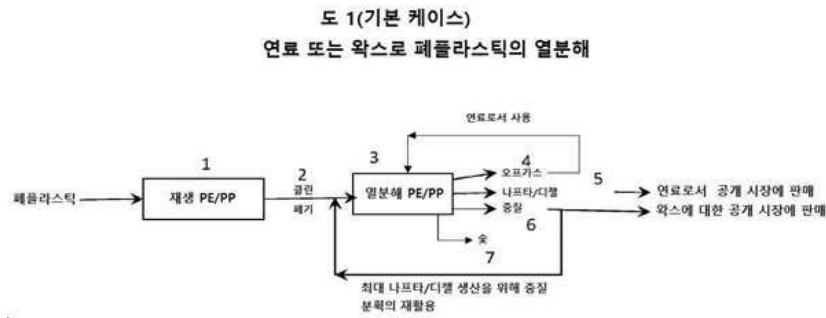 도 1(기본 케이스)
연료 또는 왁스로 폐플라스틱의 열분해
연료로서 사용
1
2
3
4
5
폐플라스틱
재생 PE/PP
클린
폐기
열분해 PE/PP
오프가스
나프타/디젤
중질
6
숯
7
연료로서 공개 시장에 판매
왁스에 대한 공개 시장에 판매
최대 나프타/디젤 생산을 위해 중질
분획의 재활용